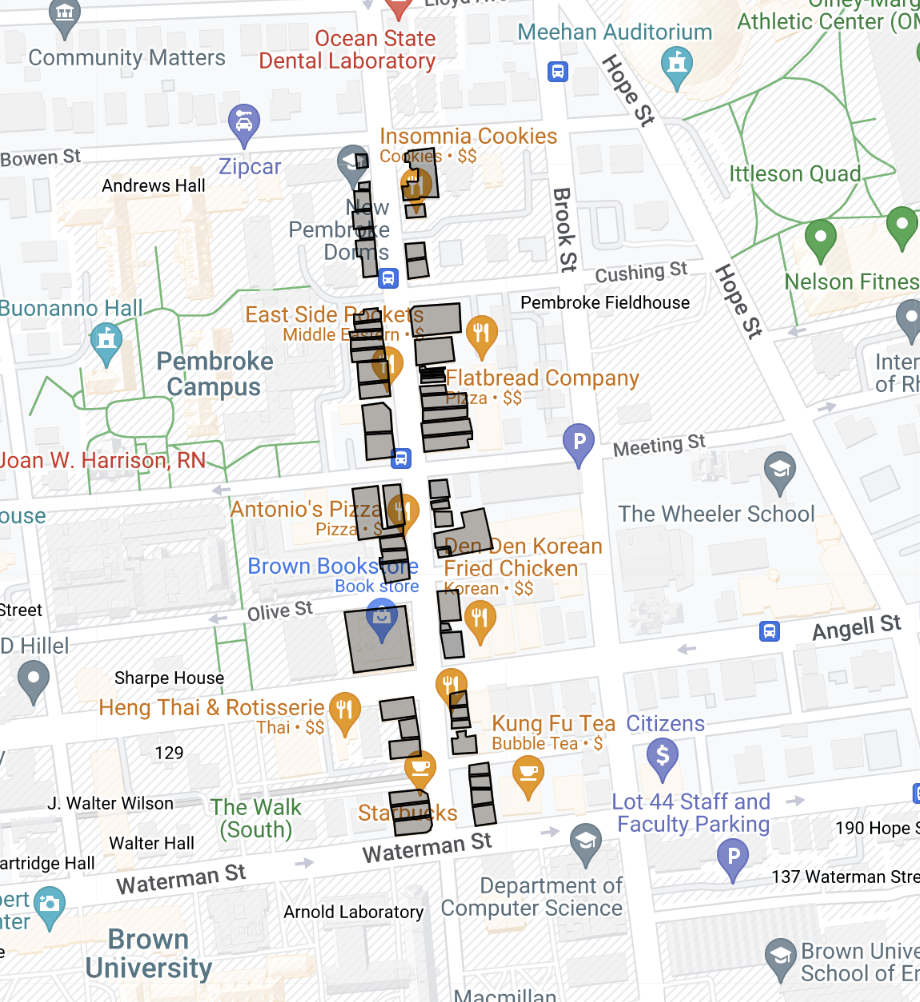 Lloyd Ave
Olney-Marg
Athletic Center (OM
Meehan Auditorium
Ocean State
Dental Laboratory
Community Matters
Hope St
Insomnia Cookies
Cookies • $$
Bowen St
Zipcar
Andrews Hall
Ittleson Quad
New
Pembroke
Dorms
Brook St
Cushing St
Nelson Fitnes
Hope St
Pembroke Fieldhouse
Buonanno Hall
East Side Pockets
Middle Eastern • $
Pembroke
Campus
Inter
of Rh
Flatbread Company
Pizza • $$
Meeting St
Joan W. Harrison, RN
ouse
Antonio's Pizza
Pizza • $
The Wheeler School
Den Den Korean
Fried Chicken
Korean • $$
Brown Bookstore
Book store
Street
Olive St
Angell St
D Hillel
Sharpe House
Heng Thai & Rotisserie
Thai • $$
Kung Fu Tea
Bubble Tea • $
Citizens
129
J. Walter Wilson
The Walk
(South)
Starbucks
Lot 44 Staff and
Faculty Parking
190 Hope S
Walter Hall
Waterman St
artridge Hall
Waterman St
137 Waterman Stre
Department of
Computer Science
pert
nter
Arnold Laboratory
Brown
University
Brown Unive
School of En
Macmillan